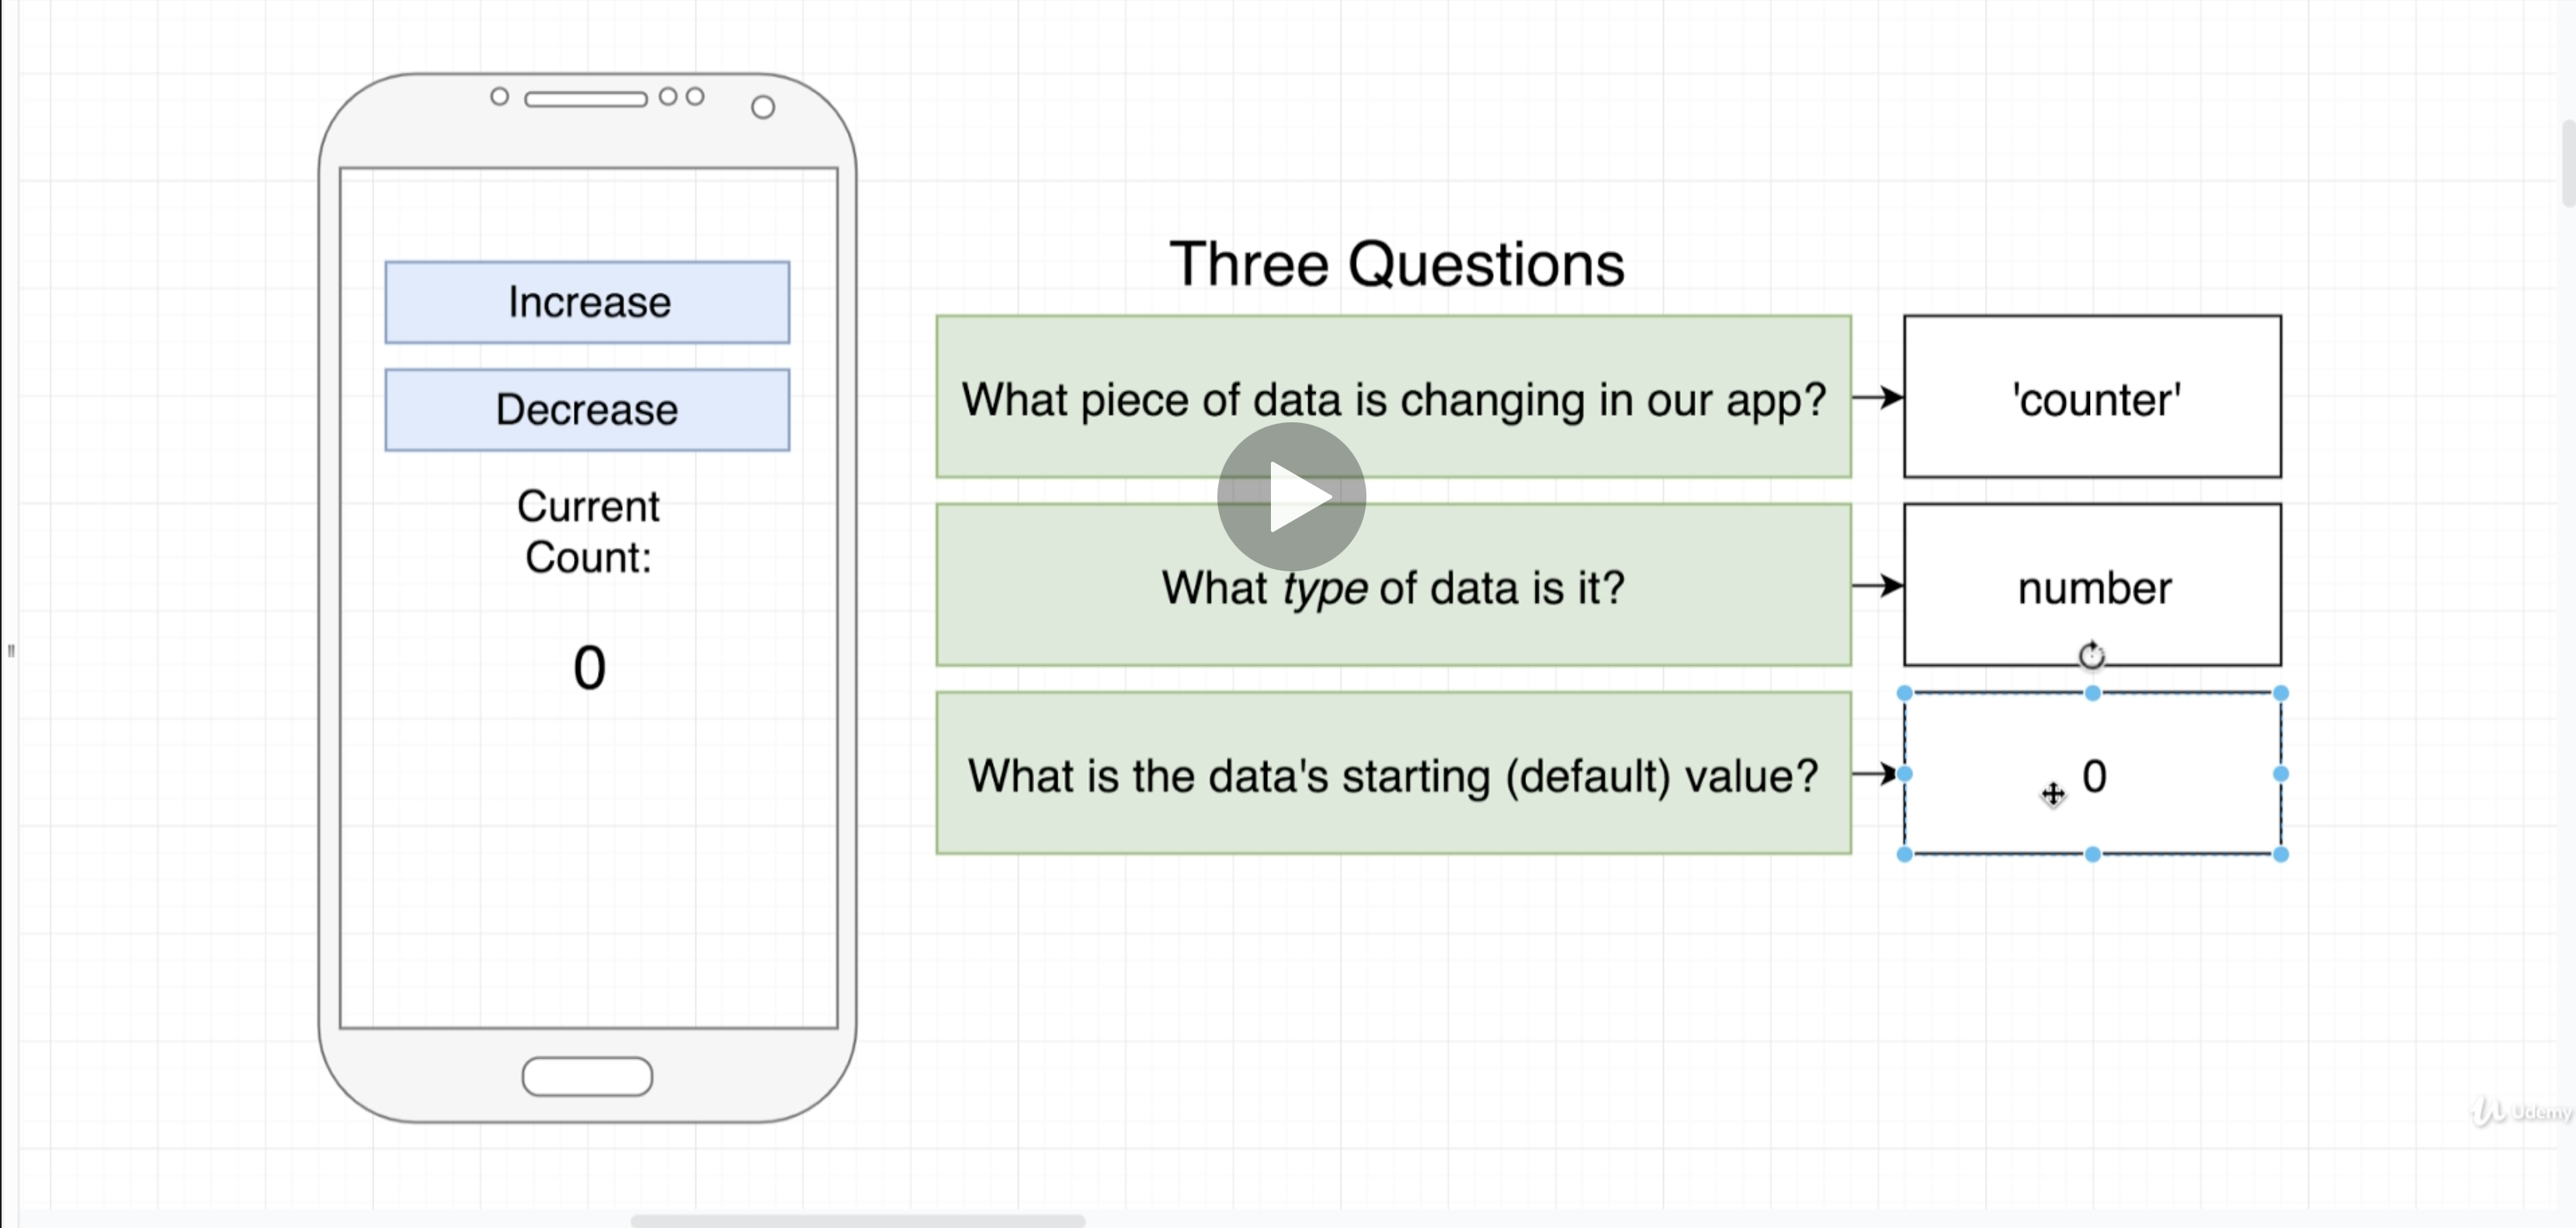 Increase
Decrease
Current
Count:
0
Three Questions
What piece of data is changing in our app?
'counter'
What type of data is it?
number
What is the data's starting (default) value?
0
Udemy